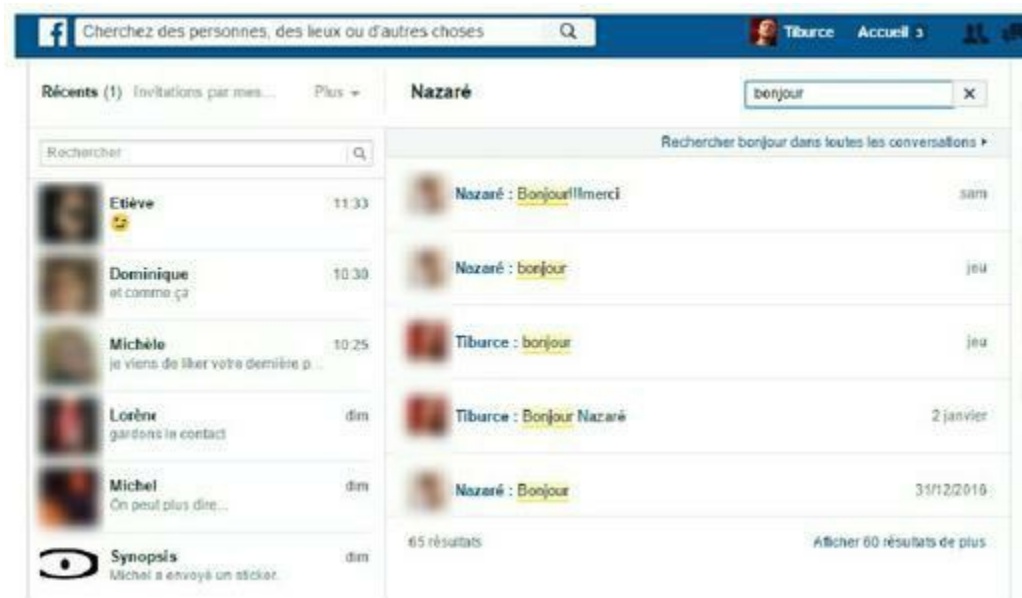 Cherchez des personnes, des lieux ou d'autres choses
Tiburce Accueil 3
Récents (1) Invitations par mes... Plus
Nazaré
bonjour
Rechercher bonjour dans toutes les conversations
Rechercher
Etiève 11:33
Dominique 10:30
et comme ça
Michèle 10:25
je viens de liker votre dernière p...
Lorène dim
gardons le contact
Michel dim
On peut plus dire...
Synopsis dim
Michel a envoyé un sticker.
Nazaré : Bonjour!!!merci sam
Nazaré : bonjour jeu
Tiburce : bonjour jeu
Tiburce : Bonjour Nazaré 2 janvier
Nazaré : Bonjour 31/12/2016
65 résultats Afficher 60 résultats de plus